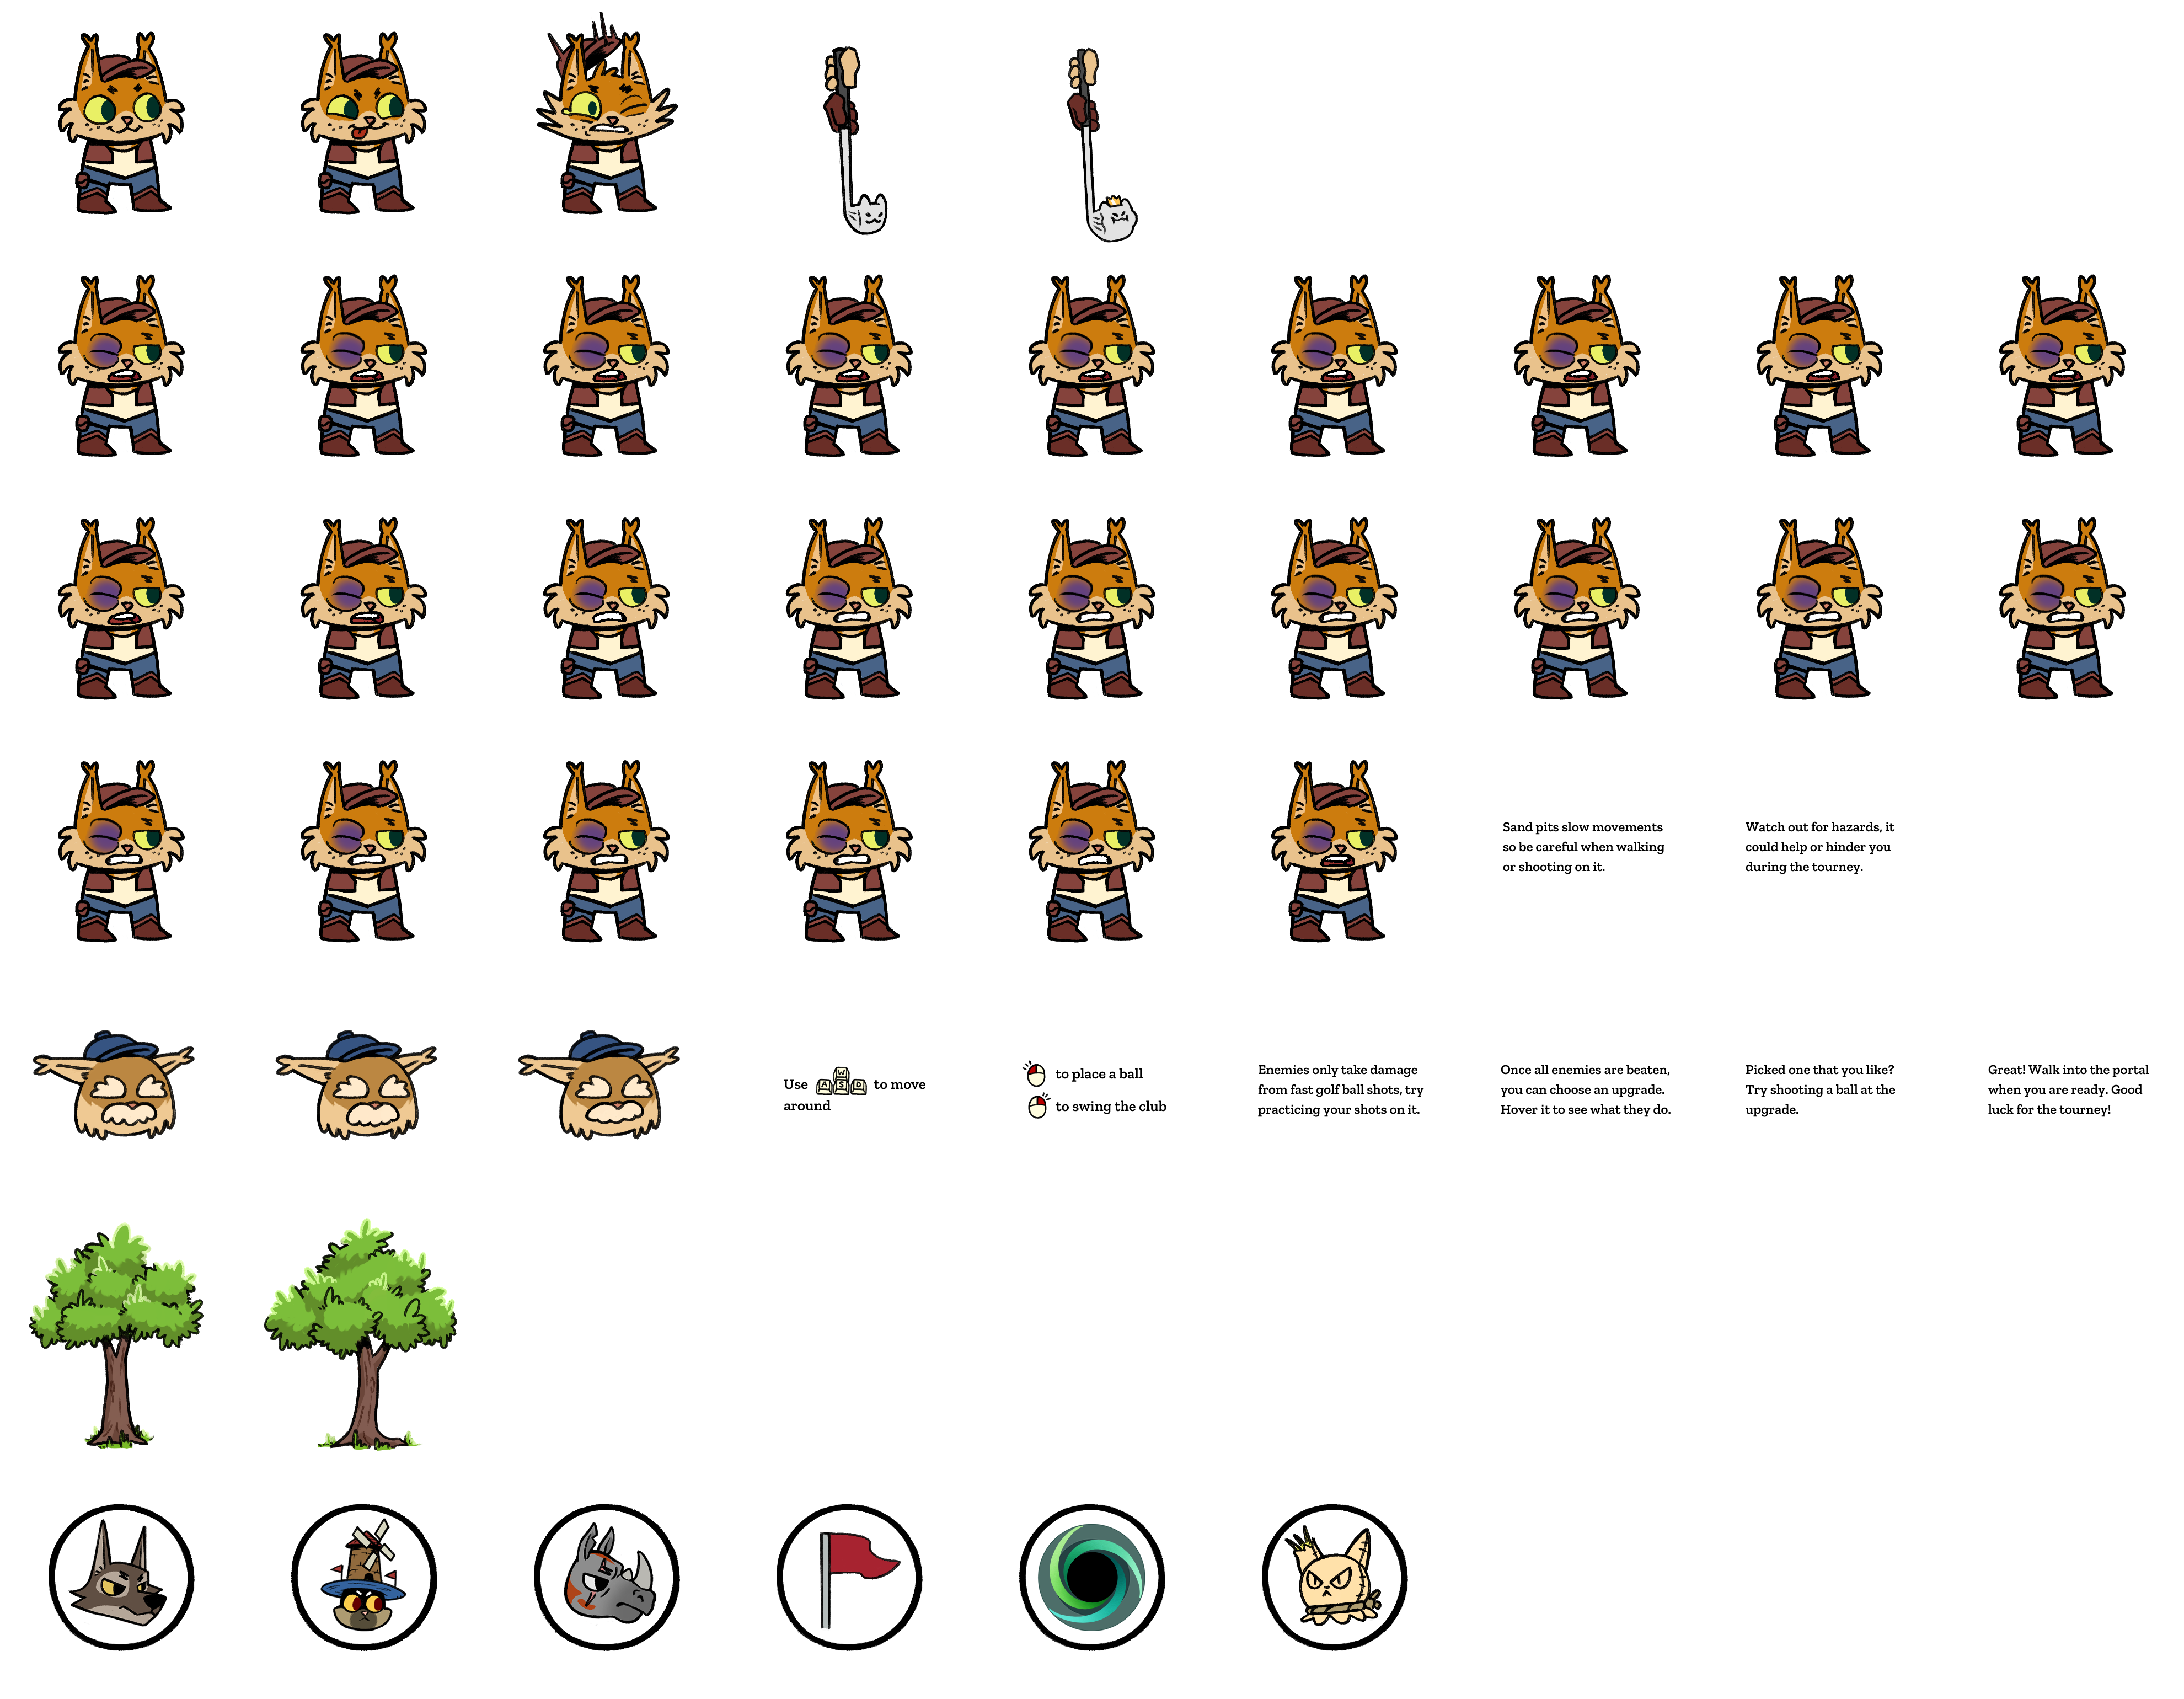 Sand pits slow movements
so be careful when walking
or shooting on it.
Watch out for hazards, it
could help or hinder you
during the tourney.
Use W A S D to move
around
to place a ball
to swing the club
Enemies only take damage
from fast golf ball shots, try
practicing your shots on it.
Once all enemies are beaten,
you can choose an upgrade.
Hover it to see what they do.
Picked one that you like?
Try shooting a ball at the
upgrade.
Great! Walk into the portal
when you are ready. Good
luck for the tourney!